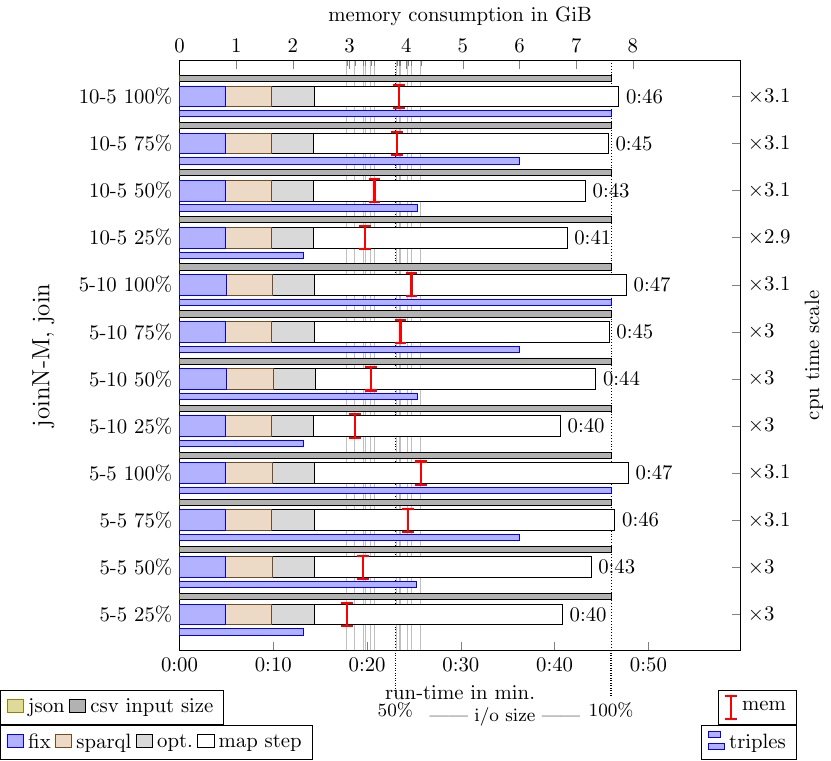 memory consumption in GiB
0 1 2 3 4 5 6 7 8
10-5 100% 0:46 ×3.1
10-5 75% 0:45 ×3.1
10-5 50% 0:43 ×3.1
10-5 25% 0:41 ×2.9
5-10 100% 0:47 ×3.1
5-10 75% 0:45 ×3
5-10 50% 0:44 ×3
5-10 25% 0:40 ×3
5-5 100% 0:47 ×3.1
5-5 75% 0:46 ×3.1
5-5 50% 0:43 ×3
5-5 25% 0:40 ×3
joinN-M, join
cpu time scale
0:00 0:10 0:20 0:30 0:40 0:50
run-time in min.
50% i/o size 100%
json csv input size
mem
fix sparql opt. map step
triples